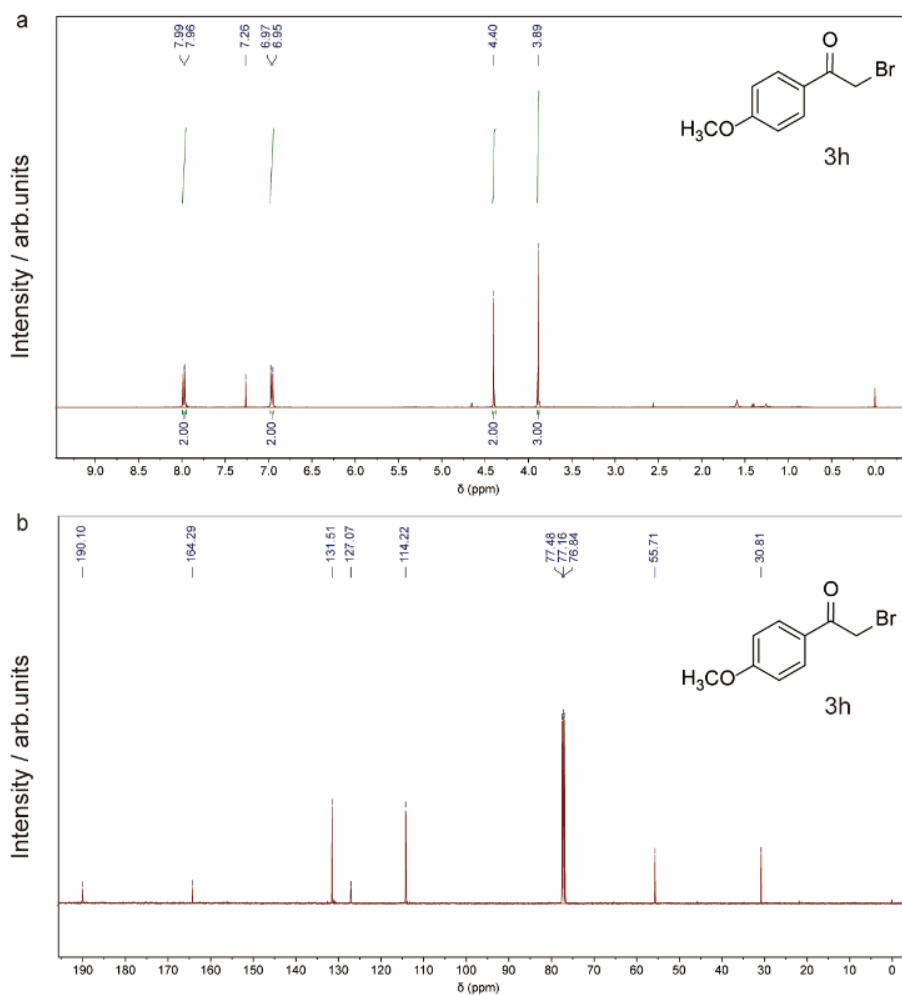 a
7.99
7.96
7.26
6.97
6.95
4.40
3.89
O
Br
H₃CO
3h
Intensity / arb.units
2.00
2.00
2.00
3.00
9.0 8.5 8.0 7.5 7.0 6.5 6.0 5.5 5.0 4.5 4.0 3.5 3.0 2.5 2.0 1.5 1.0 0.5 0.0
δ (ppm)
b
190.10
164.29
131.51
127.07
114.22
77.48
77.16
76.84
55.71
30.81
O
Br
H₃CO
3h
Intensity / arb.units
190 180 170 160 150 140 130 120 110 100 90 80 70 60 50 40 30 20 10 0
δ (ppm)